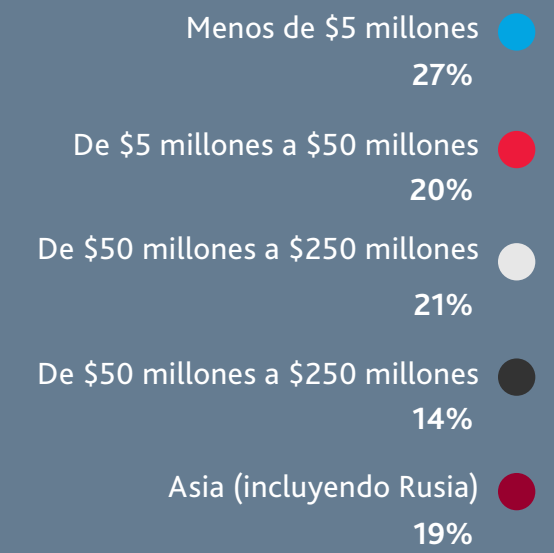 Menos de $5 millones
27%
De $5 millones a $50 millones
20%
De $50 millones a $250 millones
21%
De $50 millones a $250 millones
14%
Asia (incluyendo Rusia)
19%